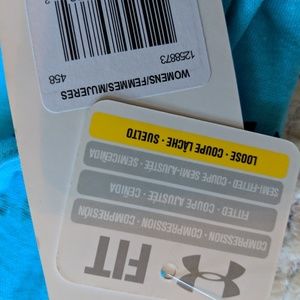 WOMENS/FEMMES/MUJERES
1258873
458
FIT
COMPRESSION · COMPRESSION · COMPRESIÓN
FITTED · COUPE AJUSTÉE · CEÑIDA
SEMI-FITTED · COUPE SEMI-AJUSTÉE · SEMICEÑIDA
LOOSE · COUPE LÂCHE · SUELTO